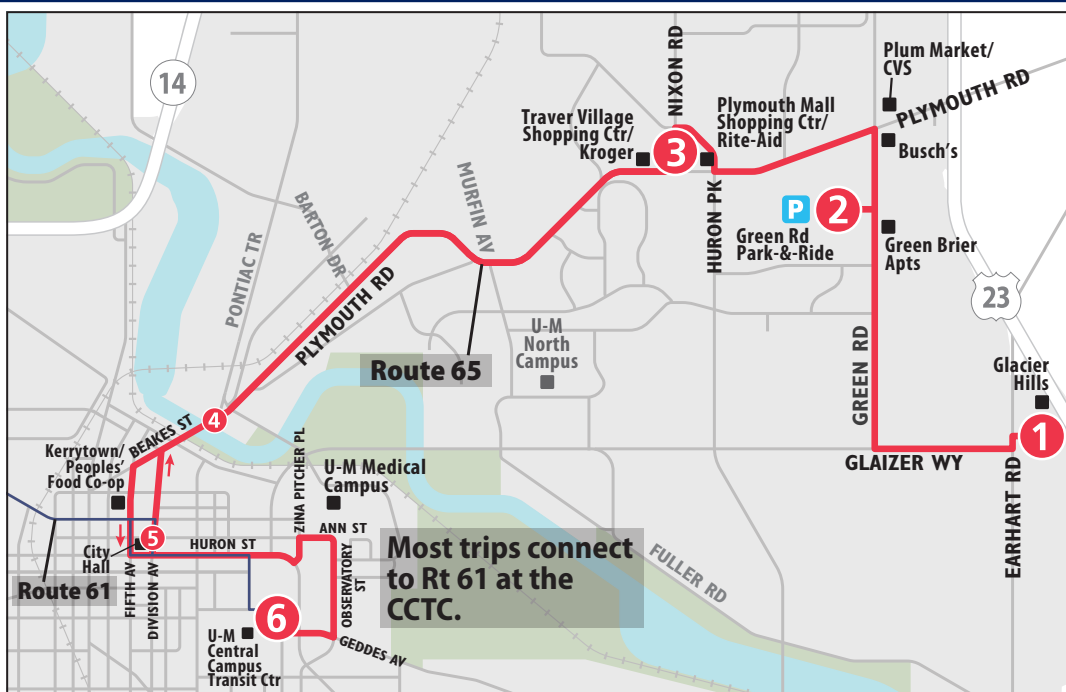 14
NIXON RD
Plum Market/
CVS
PLYMOUTH RD
Traver Village
Shopping Ctr/
Kroger
3
Plymouth Mall
Shopping Ctr/
Rite-Aid
Busch's
MURFIN AV
BARTON DR
PONTIAC TR
HURON PK
P
2
Green Rd
Park-&-Ride
Green Brier
Apts
23
PLYMOUTH RD
U-M
North
Campus
Route 65
GREEN RD
Glacier
Hills
1
GLAIZER WY
EARHART RD
4
BEAKES ST
Kerrytown/
Peoples'
Food Co-op
ZINA PITCHER PL
U-M Medical
Campus
ANN ST
5
City
Hall
HURON ST
Route 61
FIFTH AV
DIVISION AV
OBSERVATORY
ST
Most trips connect
to Rt 61 at the
CCTC.
FULLER RD
6
U-M
Central
Campus
Transit Ctr
GEDDES AV